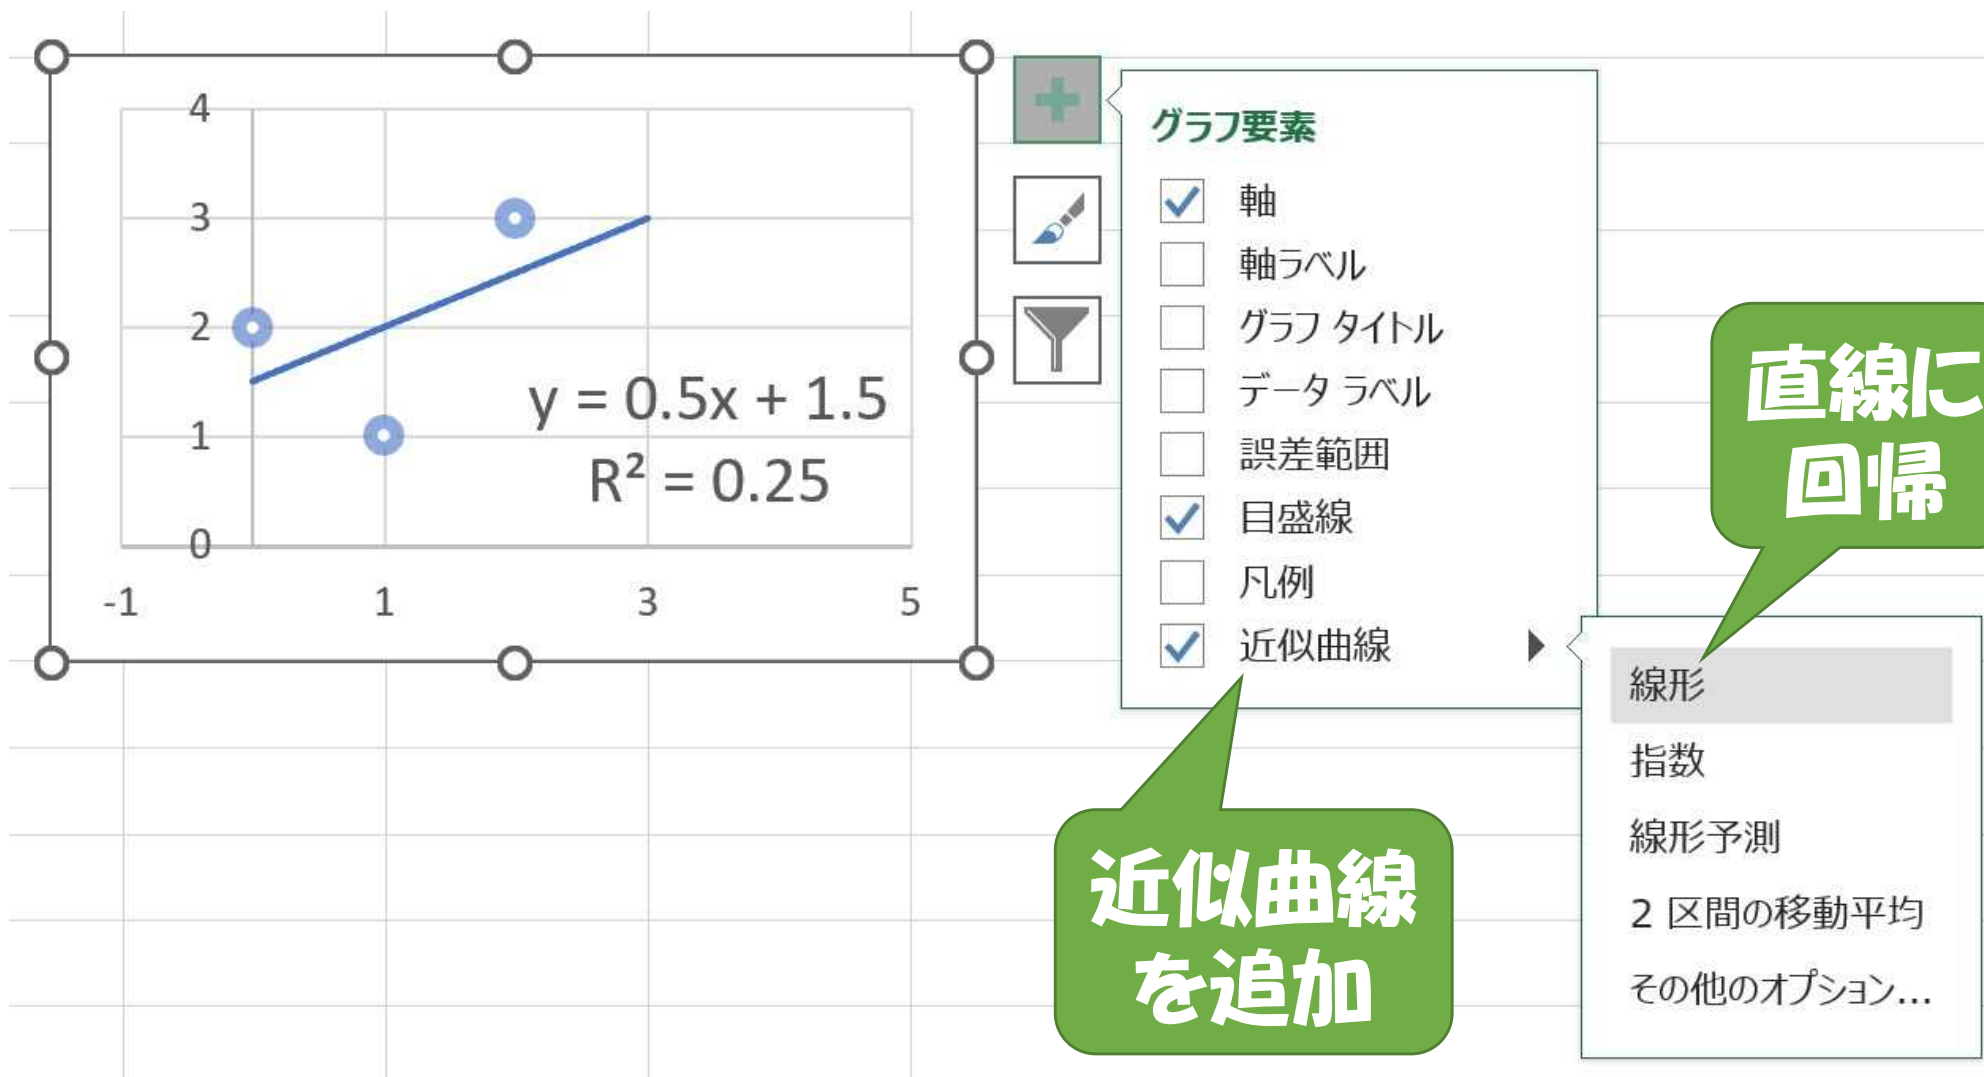 4
3
2
1
0
-1 1 3 5
y = 0.5x + 1.5
R² = 0.25
グラフ要素
軸
軸ラベル
グラフ タイトル
データ ラベル
誤差範囲
目盛線
凡例
近似曲線
直線に
回帰
線形
指数
線形予測
2 区間の移動平均
その他のオプション...
近似曲線
を追加